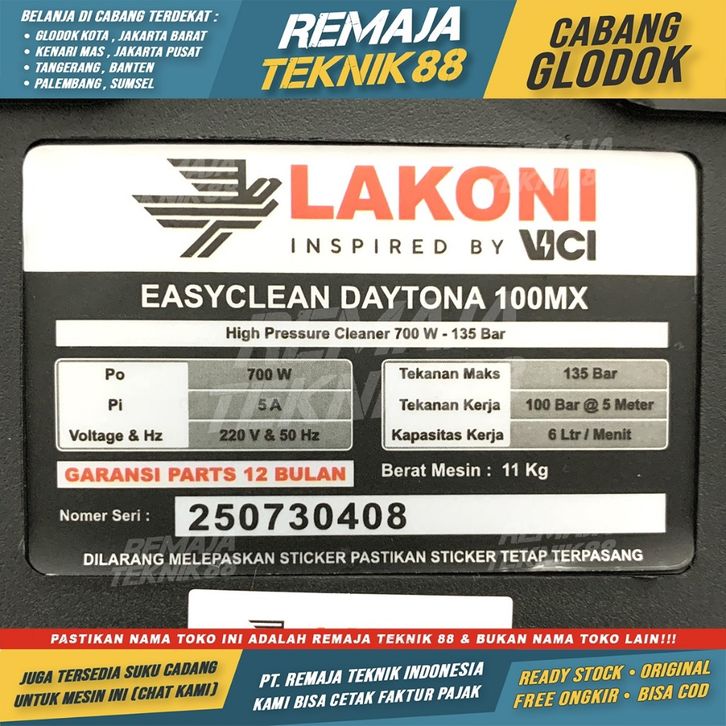 BELANJA DI CABANG TERDEKAT :
• GLODOK KOTA , JAKARTA BARAT
• KENARI MAS , JAKARTA PUSAT
• TANGERANG , BANTEN
• PALEMBANG , SUMSEL
REMAJA
TEKNIK 88
CABANG
GLODOK
LAKONI
INSPIRED BY VICI
EASYCLEAN DAYTONA 100MX
High Pressure Cleaner 700 W - 135 Bar
Po 700 W
Pi 5 A
Voltage & Hz 220 V & 50 Hz
Tekanan Maks 135 Bar
Tekanan Kerja 100 Bar @ 5 Meter
Kapasitas Kerja 6 Ltr / Menit
GARANSI PARTS 12 BULAN
Berat Mesin : 11 Kg
Nomer Seri : 250730408
DILARANG MELEPASKAN STICKER PASTIKAN STICKER TETAP TERPASANG
REMAJA
TEKNIK 88
PASTIKAN NAMA TOKO INI ADALAH REMAJA TEKNIK 88 & BUKAN NAMA TOKO LAIN!!!
JUGA TERSEDIA SUKU CADANG
UNTUK MESIN INI (CHAT KAMI)
PT. REMAJA TEKNIK INDONESIA
KAMI BISA CETAK FAKTUR PAJAK
READY STOCK • ORIGINAL
FREE ONGKIR • BISA COD